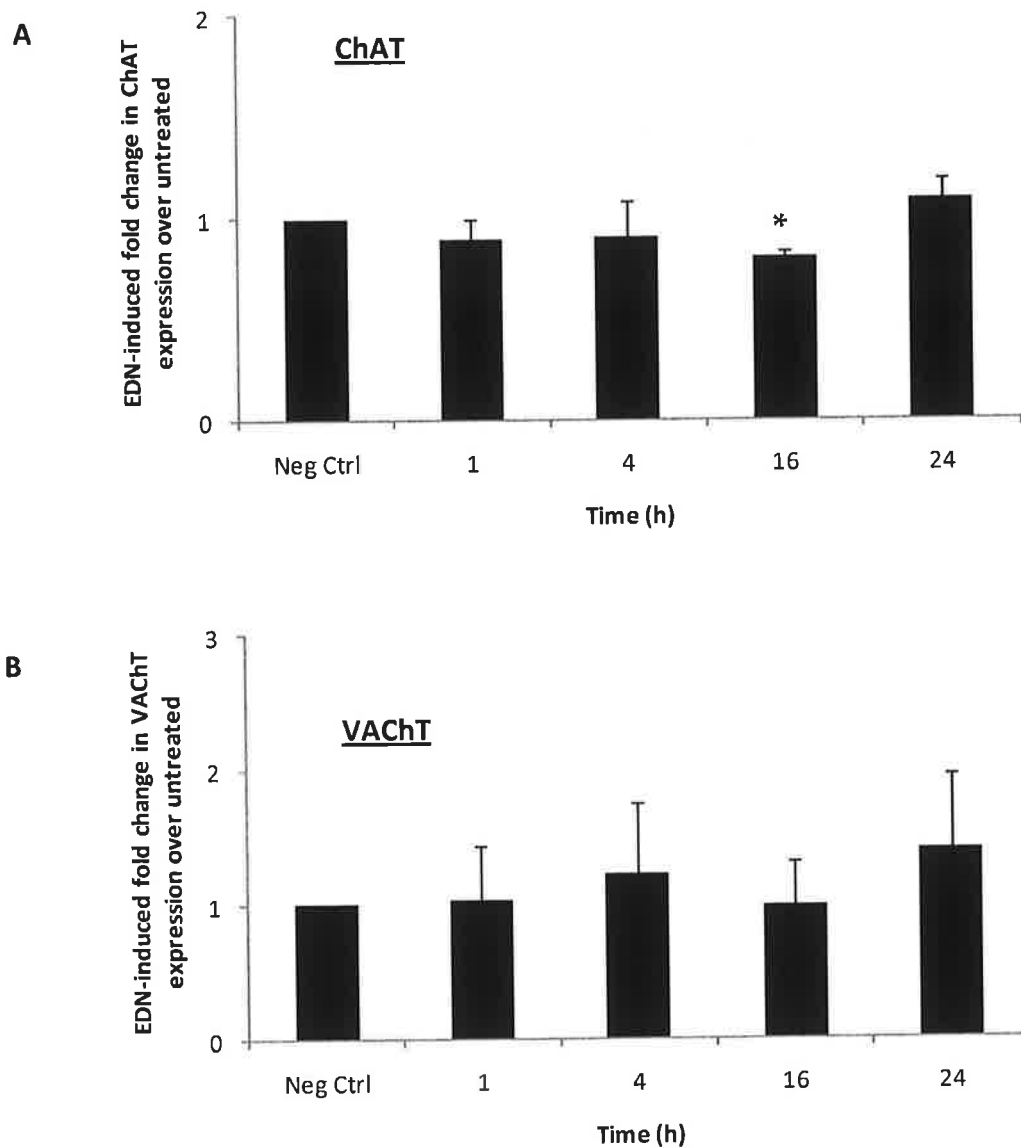 A
ChAT
EDN-induced fold change in ChAT
expression over untreated
2
1
0
*
Neg Ctrl 1 4 16 24
Time (h)
B
VAChT
EDN-induced fold change in VAChT
expression over untreated
3
2
1
0
Neg Ctrl 1 4 16 24
Time (h)